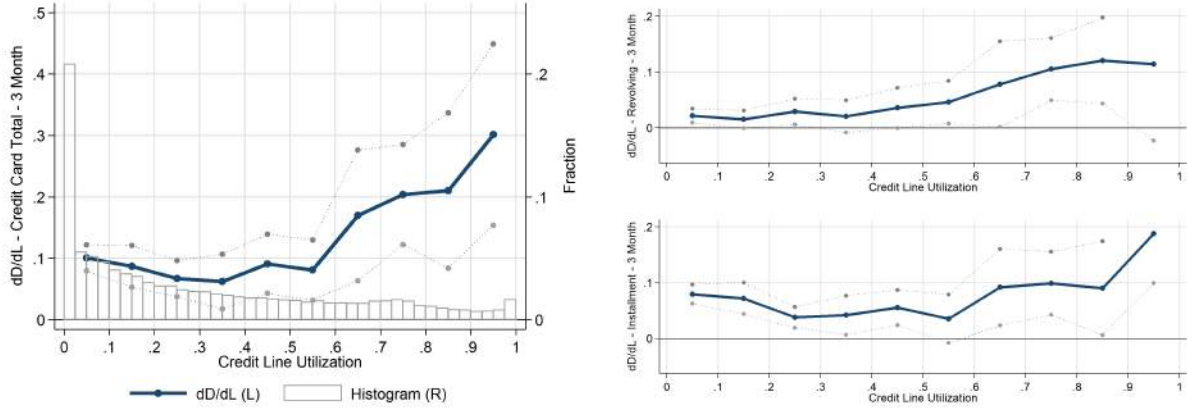 dD/dL - Credit Card Total - 3 Month
.5
.4
.3
.2
.1
0
.2
.1
0
Fraction
0 .1 .2 .3 .4 .5 .6 .7 .8 .9 1
Credit Line Utilization
dD/dL (L) Histogram (R)
dD/dL - Revolving - 3 Month
.2
.1
0
0 .1 .2 .3 .4 .5 .6 .7 .8 .9 1
Credit Line Utilization
dD/dL - Installment - 3 Month
.2
.1
0
0 .1 .2 .3 .4 .5 .6 .7 .8 .9 1
Credit Line Utilization